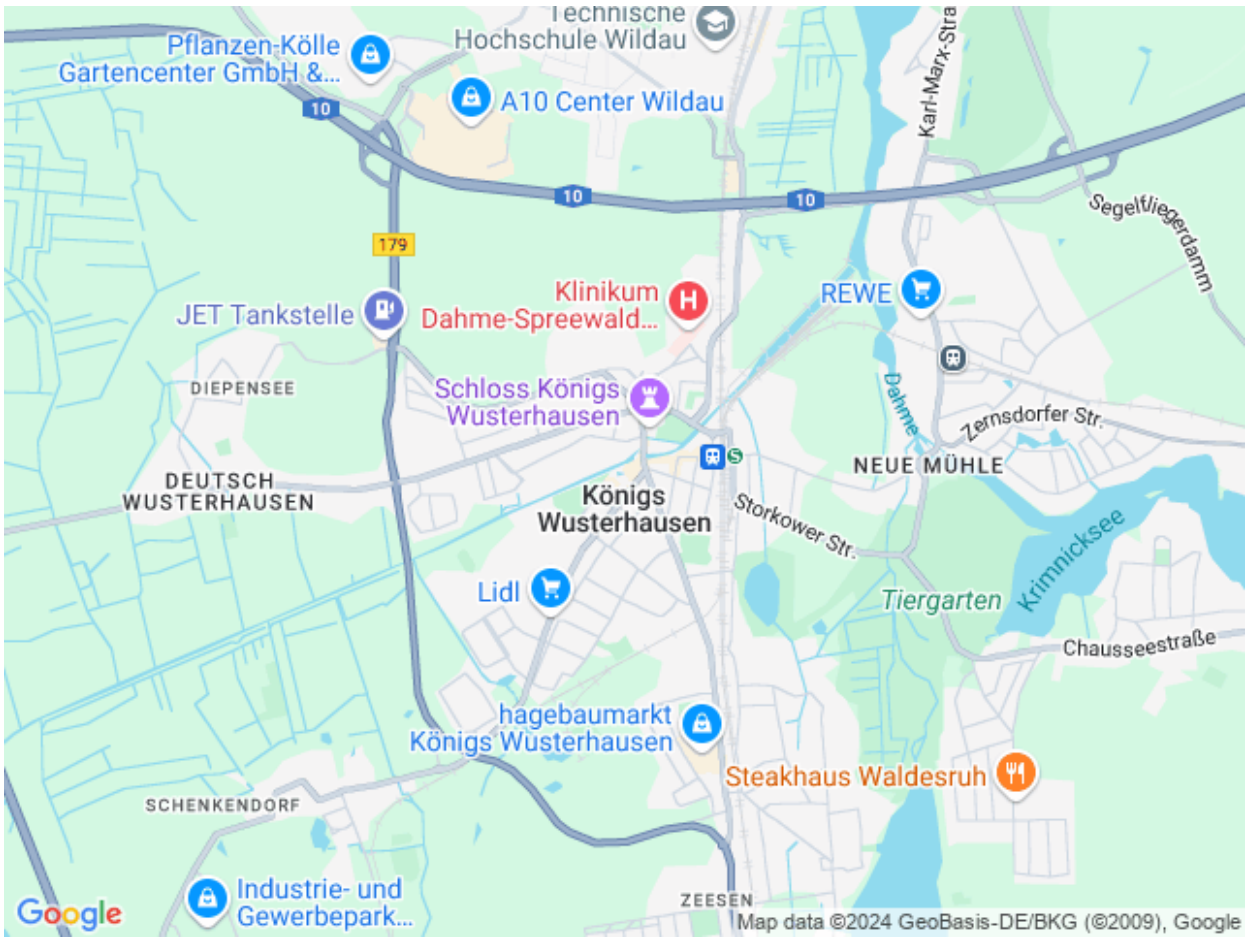 Technische
Hochschule Wildau
Pflanzen-Kölle
Gartencenter GmbH &...
A10 Center Wildau
Karl-Marx-Stra
10
10
10
Segelfliegerdamm
179
Klinikum
Dahme-Spreewald...
REWE
JET Tankstelle
DIEPENSEE
Schloss Königs
Wusterhausen
Dahme
Zernsdorfer Str.
S
NEUE MÜHLE
DEUTSCH
WUSTERHAUSEN
Königs
Wusterhausen
Storkower Str.
Krimnicksee
Lidl
Tiergarten
Chausseestraße
hagebaumarkt
Königs Wusterhausen
Steakhaus Waldesruh
SCHENKENDORF
Industrie- und
Gewerbepark...
ZEESEN
Google
Map data ©2024 GeoBasis-DE/BKG (©2009), Google
H